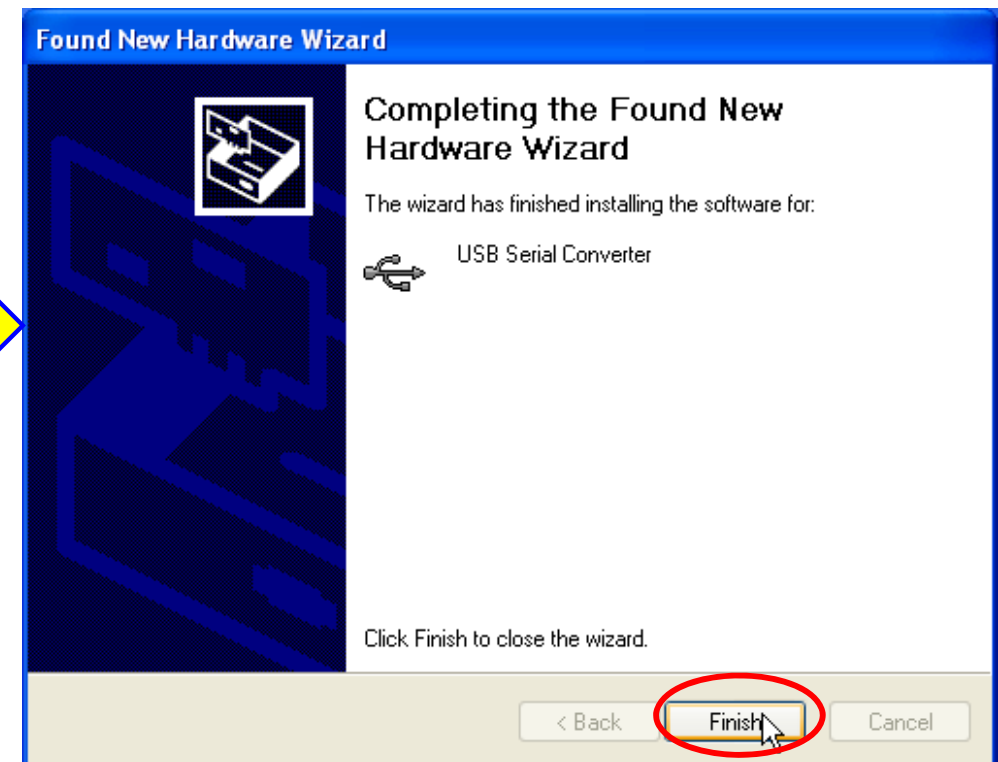 Found New Hardware Wizard
Completing the Found New
Hardware Wizard
The wizard has finished installing the software for:
USB Serial Converter
Click Finish to close the wizard.
< Back Finish Cancel